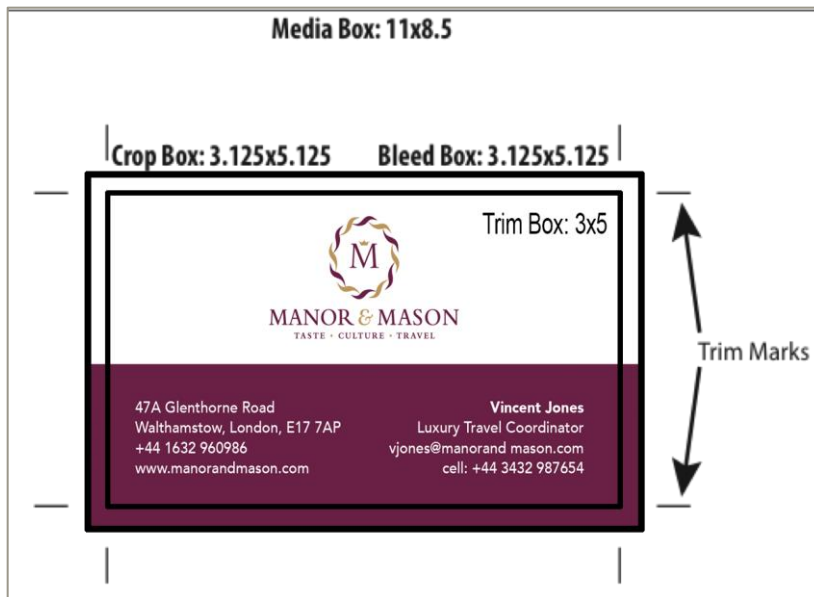 Media Box: 11x8.5
Crop Box: 3.125x5.125
Bleed Box: 3.125x5.125
Trim Box: 3x5
M
MANOR & MASON
TASTE • CULTURE • TRAVEL
Trim Marks
47A Glenthorne Road
Walthamstow, London, E17 7AP
+44 1632 960986
www.manorandmason.com
Vincent Jones
Luxury Travel Coordinator
vjones@manorand mason.com
cell: +44 3432 987654